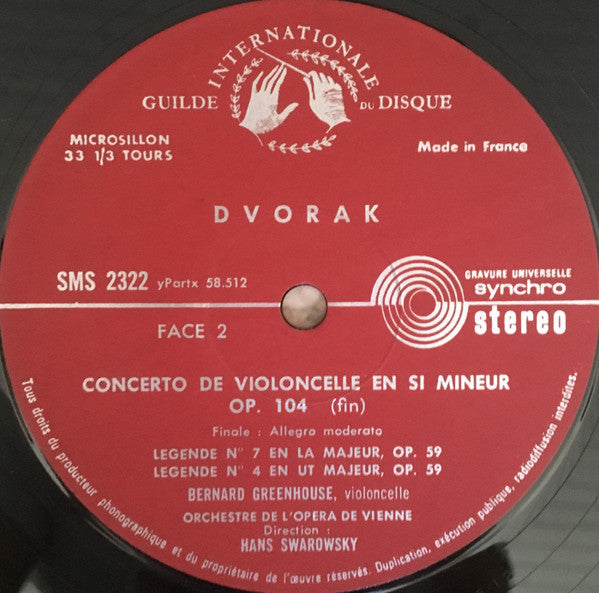 GUILDE INTERNATIONALE DU DISQUE
MICROSILLON
33 1/3 TOURS
Made in France
DVORAK
SMS 2322 yPartx 58.512
GRAVURE UNIVERSELLE
synchro
stereo
FACE 2
CONCERTO DE VIOLONCELLE EN SI MINEUR
OP. 104 (fin)
Finale : Allegro moderato
LEGENDE N° 7 EN LA MAJEUR, OP. 59
LEGENDE N° 4 EN UT MAJEUR, OP. 59
BERNARD GREENHOUSE, violoncelle
ORCHESTRE DE L'OPERA DE VIENNE
Direction :
HANS SWAROWSKY
Tous droits du producteur phonographique et du propriétaire de l'œuvre réservés. Duplication, exécution publique, radiodiffusion interdites.